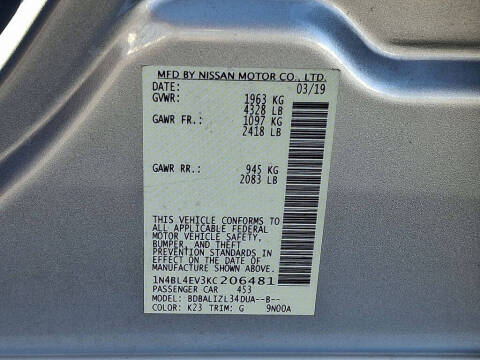 MFD BY NISSAN MOTOR CO., LTD.
DATE: 03/19
GVWR: 1963 KG
4328 LB
GAWR FR.: 1097 KG
2418 LB
GAWR RR.: 945 KG
2083 LB
THIS VEHICLE CONFORMS TO
ALL APPLICABLE FEDERAL
MOTOR VEHICLE SAFETY,
BUMPER, AND THEFT
PREVENTION STANDARDS IN
EFFECT ON THE DATE OF
MANUFACTURE SHOWN ABOVE.
1N4BL4EV3KC206481
PASSENGER CAR 453
MODEL: BDBALIZL34DUA--B--
COLOR: K23 TRIM: G 9N00A